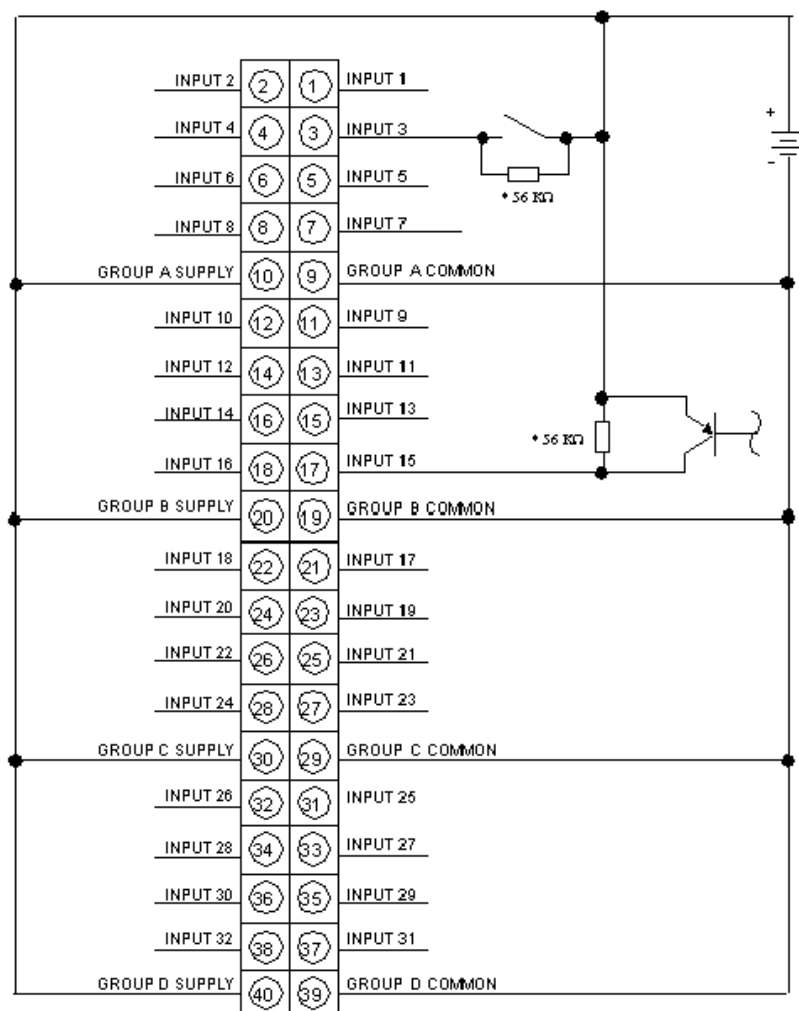 INPUT 2 2 1 INPUT 1
+
INPUT 4 4 3 INPUT 3
-
INPUT 6 6 5 INPUT 5
* 56 KΩ
INPUT 8 8 7 INPUT 7
GROUP A SUPPLY 10 9 GROUP A COMMON
INPUT 10 12 11 INPUT 9
INPUT 12 14 13 INPUT 11
INPUT 14 16 15 INPUT 13
* 56 KΩ
INPUT 16 18 17 INPUT 15
GROUP B SUPPLY 20 19 GROUP B COMMON
INPUT 18 22 21 INPUT 17
INPUT 20 24 23 INPUT 19
INPUT 22 26 25 INPUT 21
INPUT 24 28 27 INPUT 23
GROUP C SUPPLY 30 29 GROUP C COMMON
INPUT 26 32 31 INPUT 25
INPUT 28 34 33 INPUT 27
INPUT 30 36 35 INPUT 29
INPUT 32 38 37 INPUT 31
GROUP D SUPPLY 40 39 GROUP D COMMON